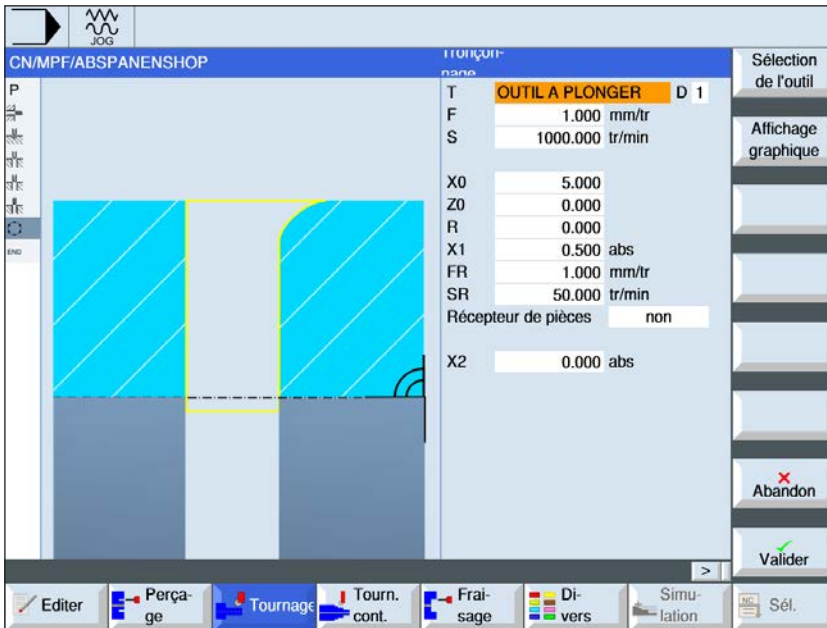 JOG
CN/MPF/ABSPANENSHOP
Tronçon-
nage
P
END
T OUTIL A PLONGER D 1
F 1.000 mm/tr
S 1000.000 tr/min
X0 5.000
Z0 0.000
R 0.000
X1 0.500 abs
FR 1.000 mm/tr
SR 50.000 tr/min
Récepteur de pièces non
X2 0.000 abs
Sélection
de l'outil
Affichage
graphique
Abandon
Valider
>
Editer
Perça-
ge
Tournage
Tourn.
cont.
Frai-
sage
Di-
vers
Simu-
lation
NC
Sél.